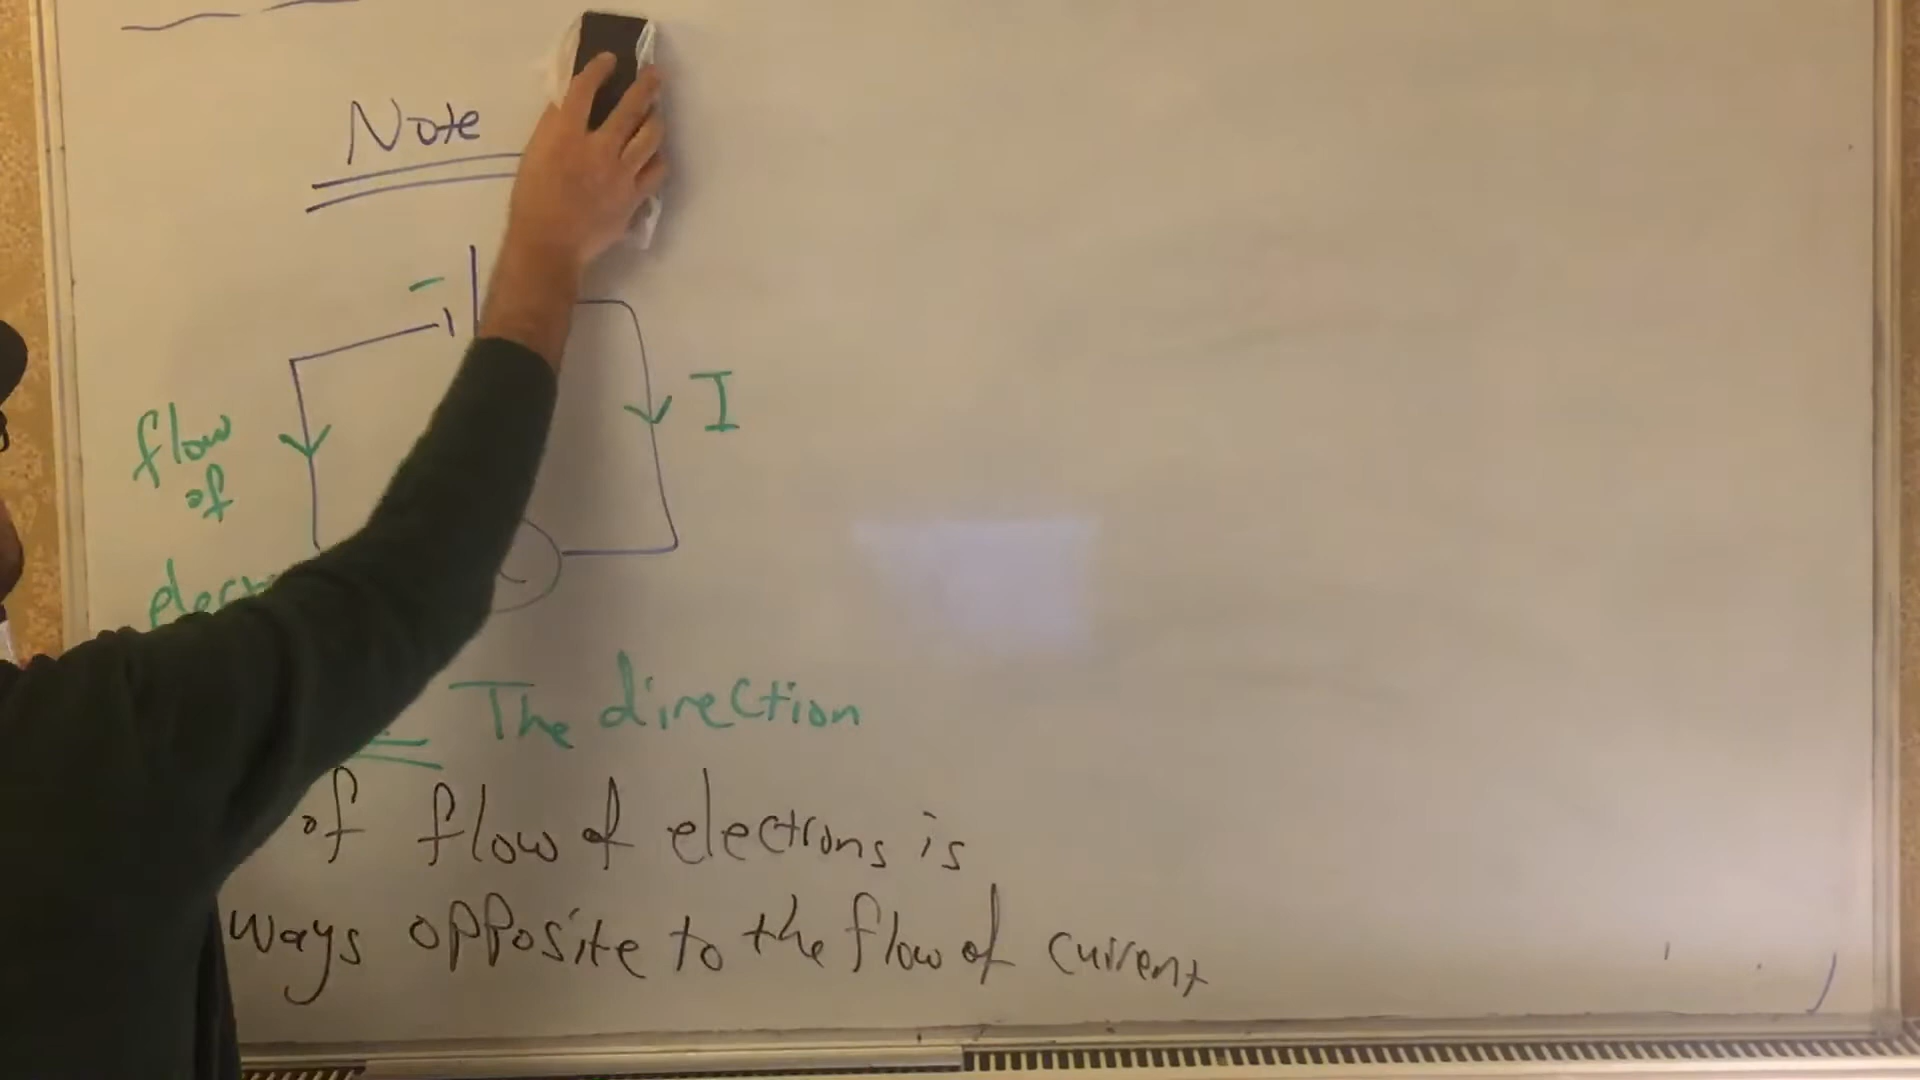 Note
-
I
flow
of
The direction
of flow of electrons is
ways opposite to the flow of current